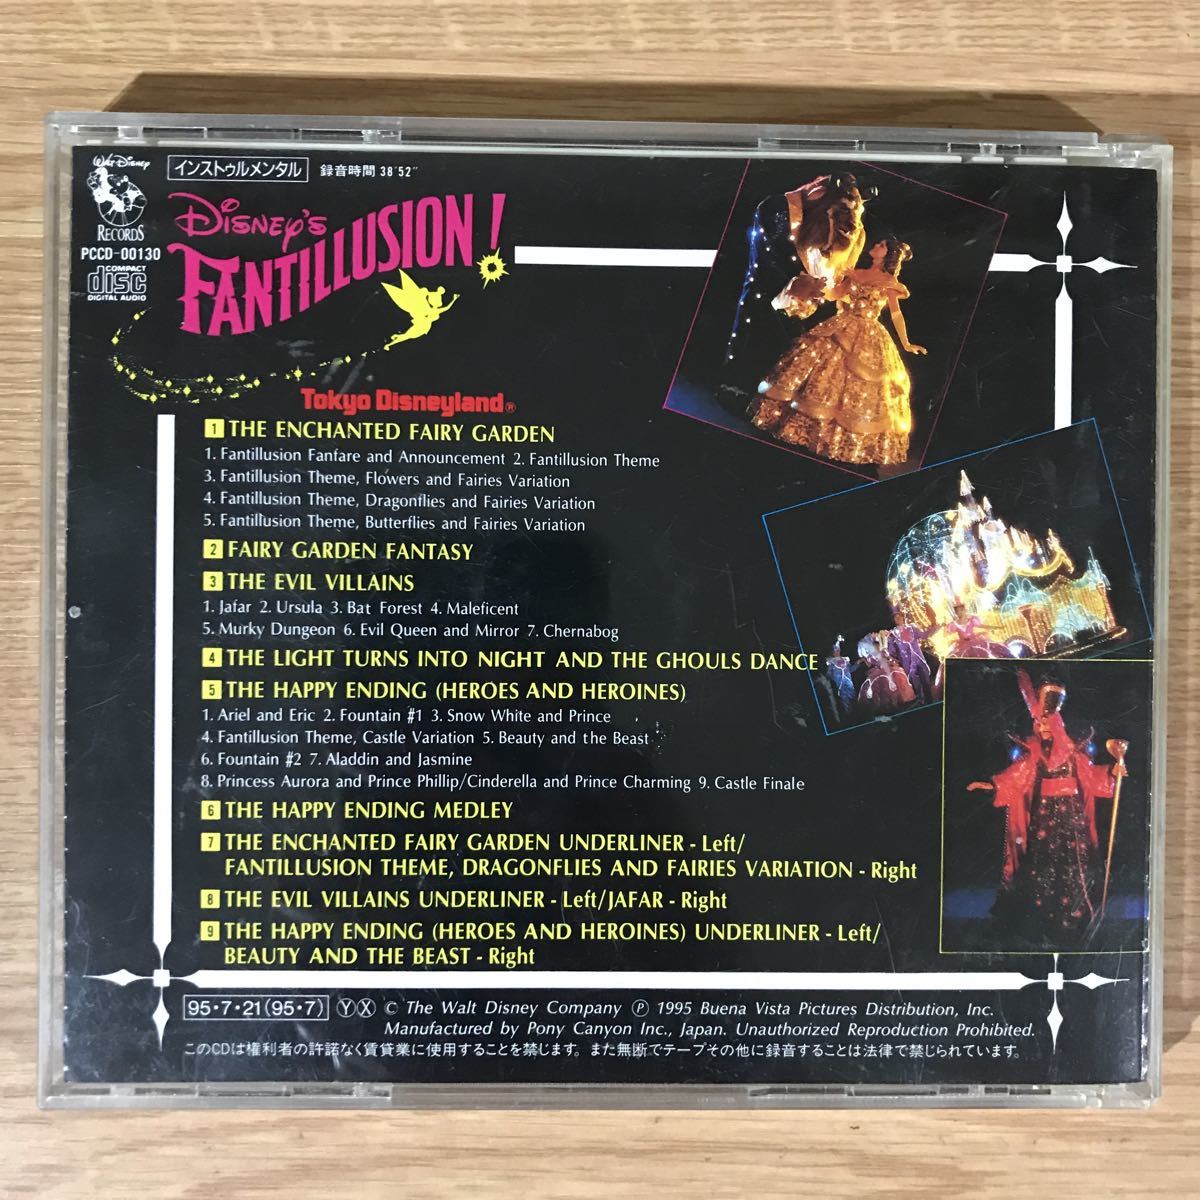 Walt Disney
RECORDS
PCCD-00130
COMPACT
disc
DIGITAL AUDIO
インストゥルメンタル 録音時間 38'52"
DISNEY'S
FANTILLUSION!
Tokyo Disneyland®
1 THE ENCHANTED FAIRY GARDEN
1. Fantillusion Fanfare and Announcement 2. Fantillusion Theme
3. Fantillusion Theme, Flowers and Fairies Variation
4. Fantillusion Theme, Dragonflies and Fairies Variation
5. Fantillusion Theme, Butterflies and Fairies Variation
2 FAIRY GARDEN FANTASY
3 THE EVIL VILLAINS
1. Jafar 2. Ursula 3. Bat Forest 4. Maleficent
5. Murky Dungeon 6. Evil Queen and Mirror 7. Chernabog
4 THE LIGHT TURNS INTO NIGHT AND THE GHOULS DANCE
5 THE HAPPY ENDING (HEROES AND HEROINES)
1. Ariel and Eric 2. Fountain #1 3. Snow White and Prince
4. Fantillusion Theme, Castle Variation 5. Beauty and the Beast
6. Fountain #2 7. Aladdin and Jasmine
8. Princess Aurora and Prince Phillip/Cinderella and Prince Charming 9. Castle Finale
6 THE HAPPY ENDING MEDLEY
7 THE ENCHANTED FAIRY GARDEN UNDERLINER - Left/
FANTILLUSION THEME, DRAGONFLIES AND FAIRIES VARIATION - Right
8 THE EVIL VILLAINS UNDERLINER - Left/JAFAR - Right
9 THE HAPPY ENDING (HEROES AND HEROINES) UNDERLINER - Left/
BEAUTY AND THE BEAST - Right
95・7・21(95・7) Ⓨ Ⓧ © The Walt Disney Company Ⓟ 1995 Buena Vista Pictures Distribution, Inc.
Manufactured by Pony Canyon Inc., Japan. Unauthorized Reproduction Prohibited.
このCDは権利者の許諾なく賃貸業に使用することを禁じます。また無断でテープその他に録音することは法律で禁じられています。